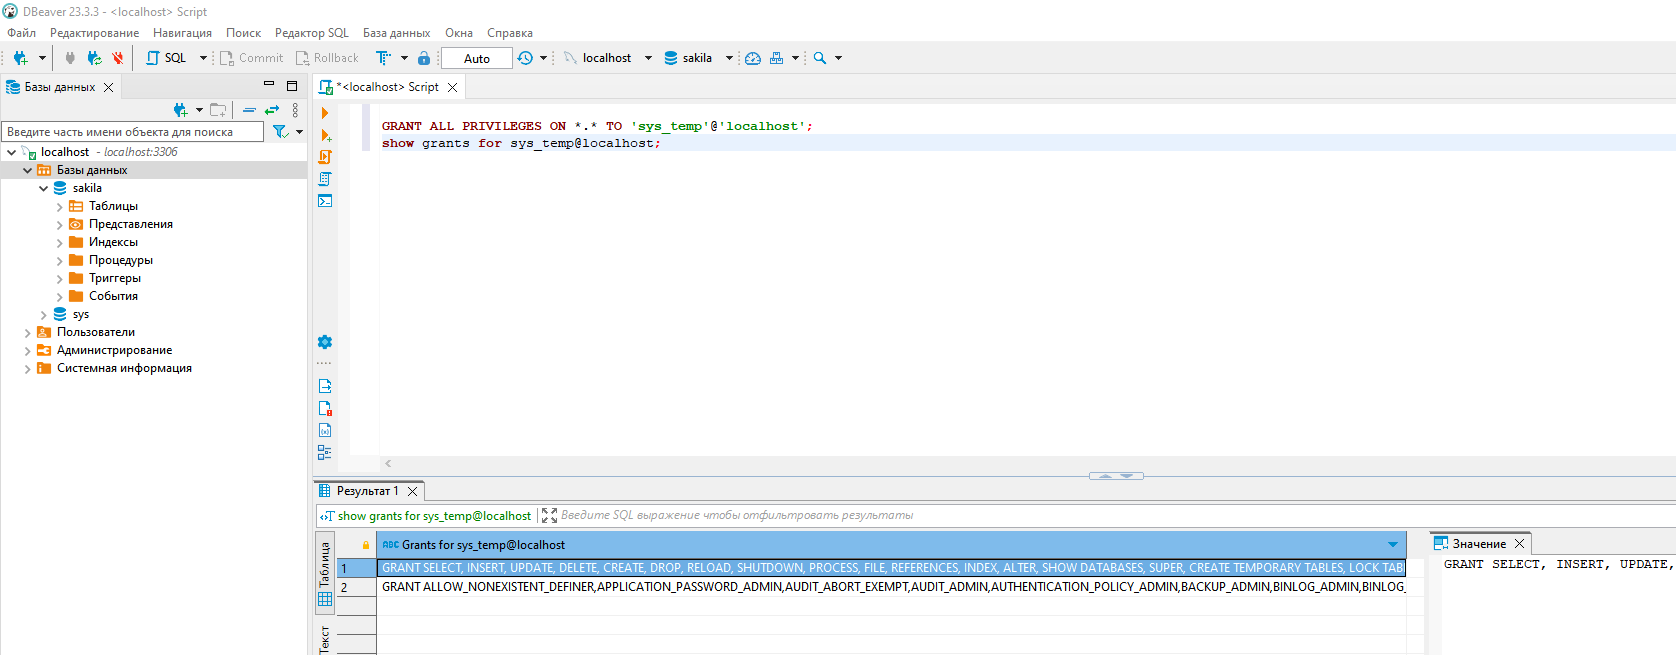 DBeaver 23.3.3 - <localhost> Script
Файл Редактирование Навигация Поиск Редактор SQL База данных Окна Справка
SQL Commit Rollback Auto localhost sakila
Базы данных
*<localhost> Script
Введите часть имени объекта для поиска
localhost - localhost:3306
Базы данных
sakila
Таблицы
Представления
Индексы
Процедуры
Триггеры
События
sys
Пользователи
Администрирование
Системная информация
GRANT ALL PRIVILEGES ON *.* TO 'sys_temp'@'localhost';
show grants for sys_temp@localhost;
Результат 1
show grants for sys_temp@localhost Введите SQL выражение чтобы отфильтровать результаты
Таблица
Текст
ABC Grants for sys_temp@localhost
1 GRANT SELECT, INSERT, UPDATE, DELETE, CREATE, DROP, RELOAD, SHUTDOWN, PROCESS, FILE, REFERENCES, INDEX, ALTER, SHOW DATABASES, SUPER, CREATE TEMPORARY TABLES, LOCK TABL
2 GRANT ALLOW_NONEXISTENT_DEFINER,APPLICATION_PASSWORD_ADMIN,AUDIT_ABORT_EXEMPT,AUDIT_ADMIN,AUTHENTICATION_POLICY_ADMIN,BACKUP_ADMIN,BINLOG_ADMIN,BINLOG_
Значение
GRANT SELECT, INSERT, UPDATE,